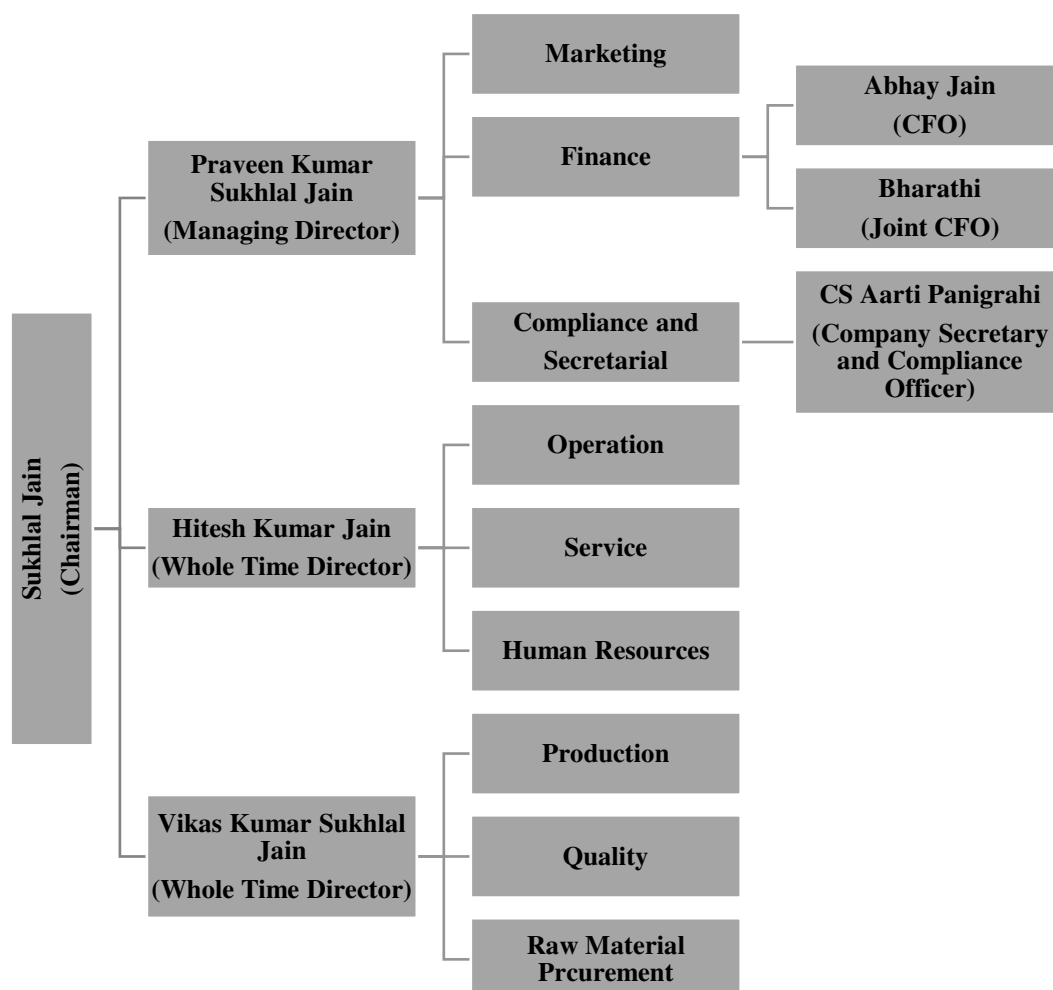 Sukhlal Jain
(Chairman)
Praveen Kumar
Sukhlal Jain
(Managing Director)
Marketing
Finance
Abhay Jain
(CFO)
Bharathi
(Joint CFO)
Compliance and
Secretarial
CS Aarti Panigrahi
(Company Secretary
and Compliance
Officer)
Hitesh Kumar Jain
(Whole Time Director)
Operation
Service
Human Resources
Vikas Kumar Sukhlal
Jain
(Whole Time Director)
Production
Quality
Raw Material
Prcurement